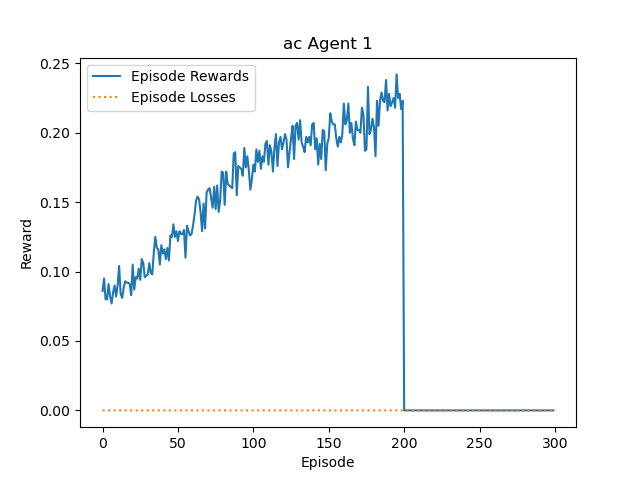 ac Agent 1
Episode Rewards
Episode Losses
0.25
0.20
0.15
0.10
0.05
0.00
Reward
0 50 100 150 200 250 300
Episode